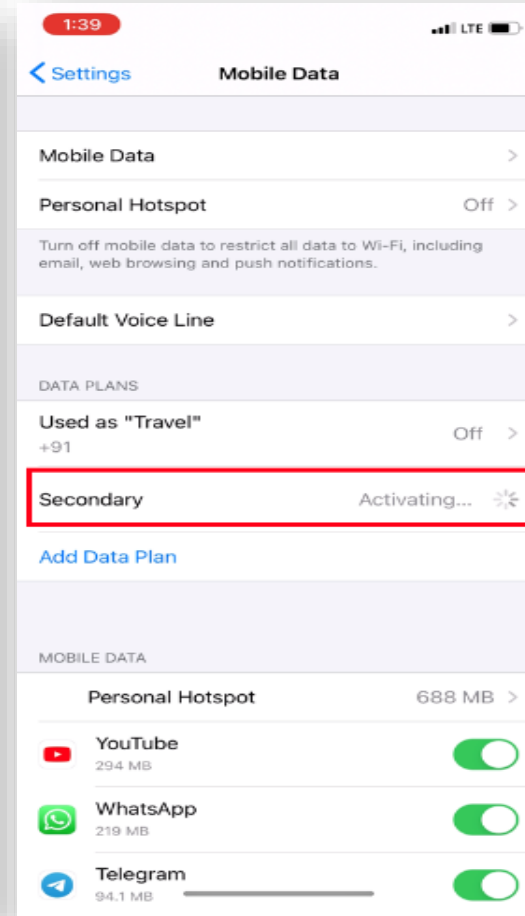 1:39
LTE
Settings
Mobile Data
Mobile Data
Personal Hotspot Off
Turn off mobile data to restrict all data to Wi-Fi, including
email, web browsing and push notifications.
Default Voice Line
DATA PLANS
Used as "Travel" Off
+91
Secondary Activating...
Add Data Plan
MOBILE DATA
Personal Hotspot 688 MB
YouTube
294 MB
WhatsApp
219 MB
Telegram
94.1 MB